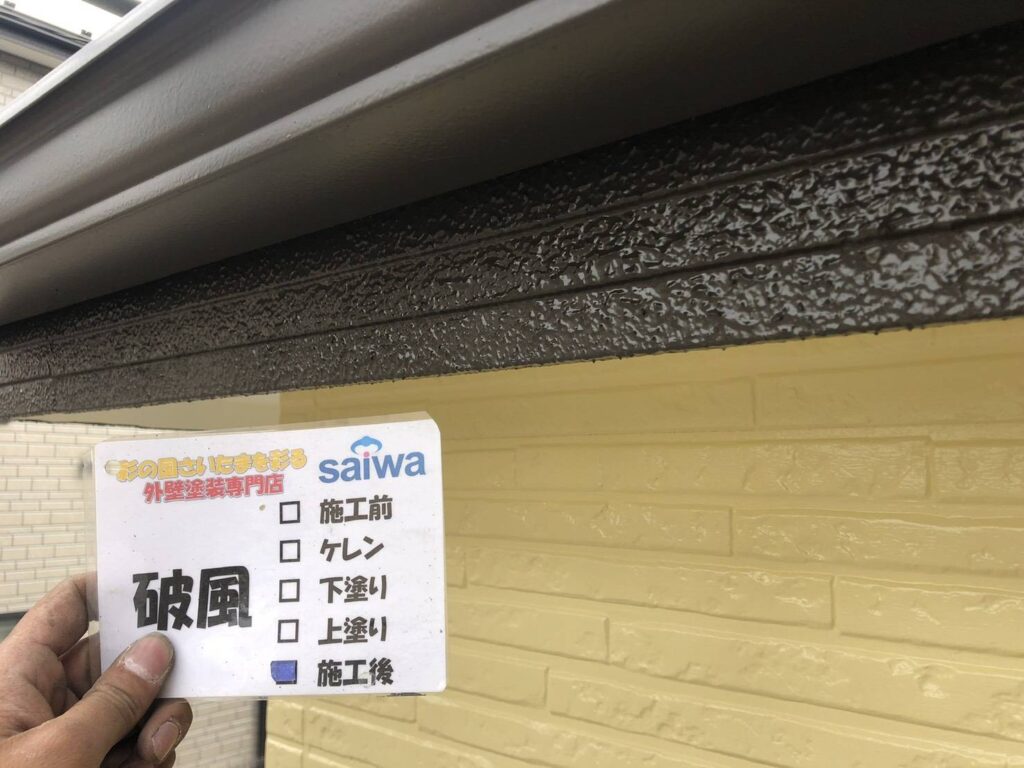 彩の国さいたまを彩る
外壁塗装専門店
saiwa
破風
施工前
ケレン
下塗り
上塗り
施工後